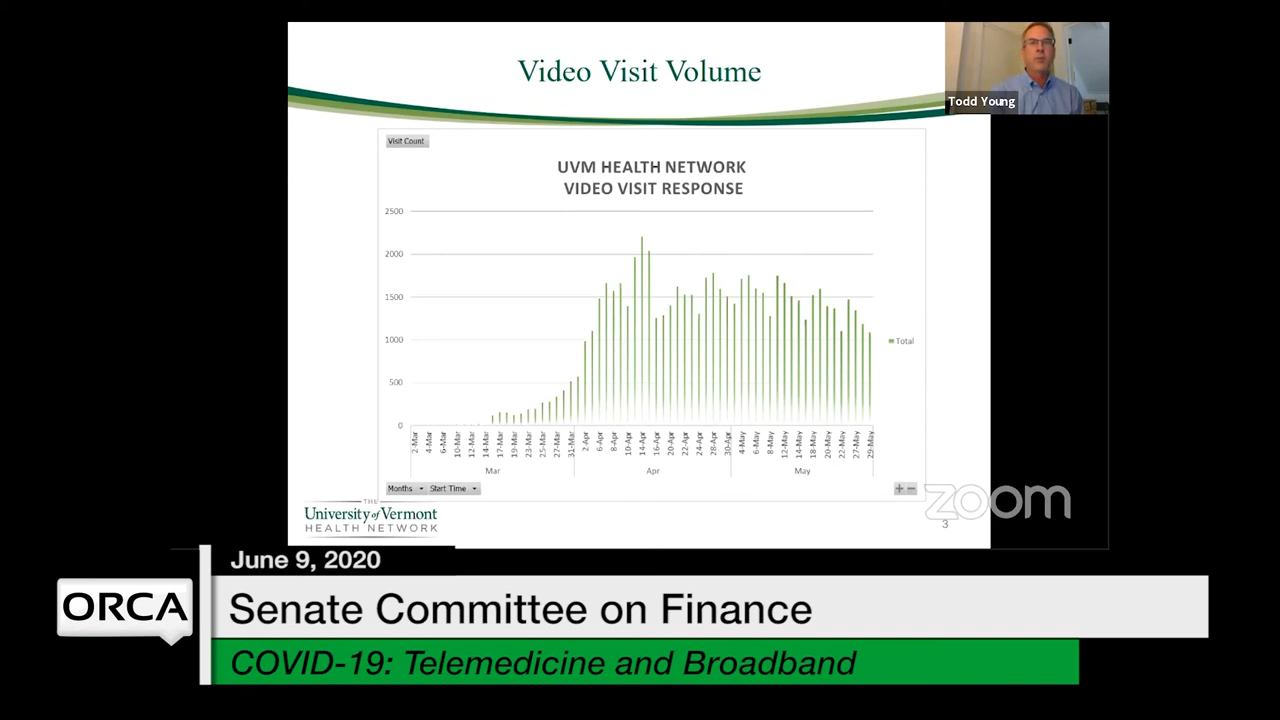 Video Visit Volume
Todd Young
Visit Count
UVM HEALTH NETWORK
VIDEO VISIT RESPONSE
2500
2000
1500
1000
500
0
Total
2-Mar
4-Mar
6-Mar
10-Mar
12-Mar
14-Mar
17-Mar
19-Mar
23-Mar
25-Mar
27-Mar
31-Mar
2-Apr
6-Apr
8-Apr
10-Apr
14-Apr
16-Apr
20-Apr
22-Apr
24-Apr
28-Apr
30-Apr
4-May
6-May
8-May
12-May
14-May
18-May
20-May
22-May
27-May
29-May
Mar Apr May
Months Start Time
THE
University of Vermont
HEALTH NETWORK
zoom
3
June 9, 2020
ORCA
Senate Committee on Finance
COVID-19: Telemedicine and Broadband